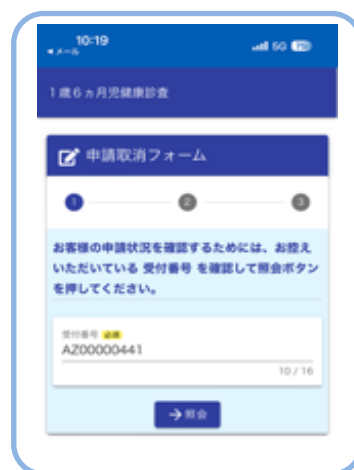 10:19
5G 70
◀メール
1歳6ヵ月児健康診査
申請取消フォーム
1 2 3
お客様の申請状況を確認するためには、お控え
いただいている 受付番号 を確認して照会ボタン
を押してください。
受付番号 必須
AZ00000441
10 / 16
→照会